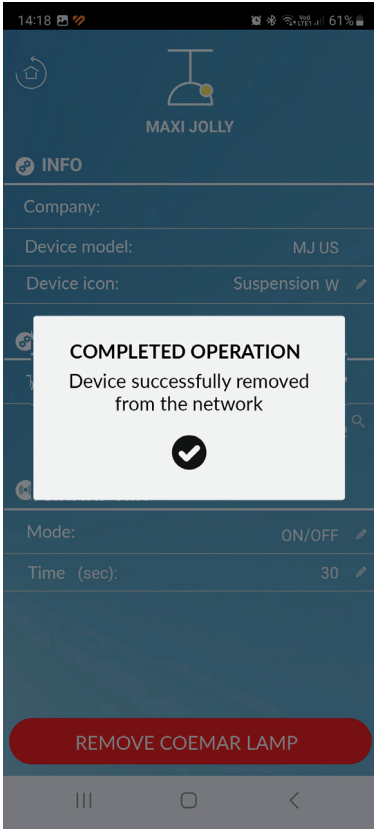 14:18 61%
MAXI JOLLY
INFO
Company:
Device model: MJ US
Device icon: Suspension W
COMPLETED OPERATION
Device successfully removed
from the network
Mode: ON/OFF
Time (sec): 30
REMOVE COEMAR LAMP